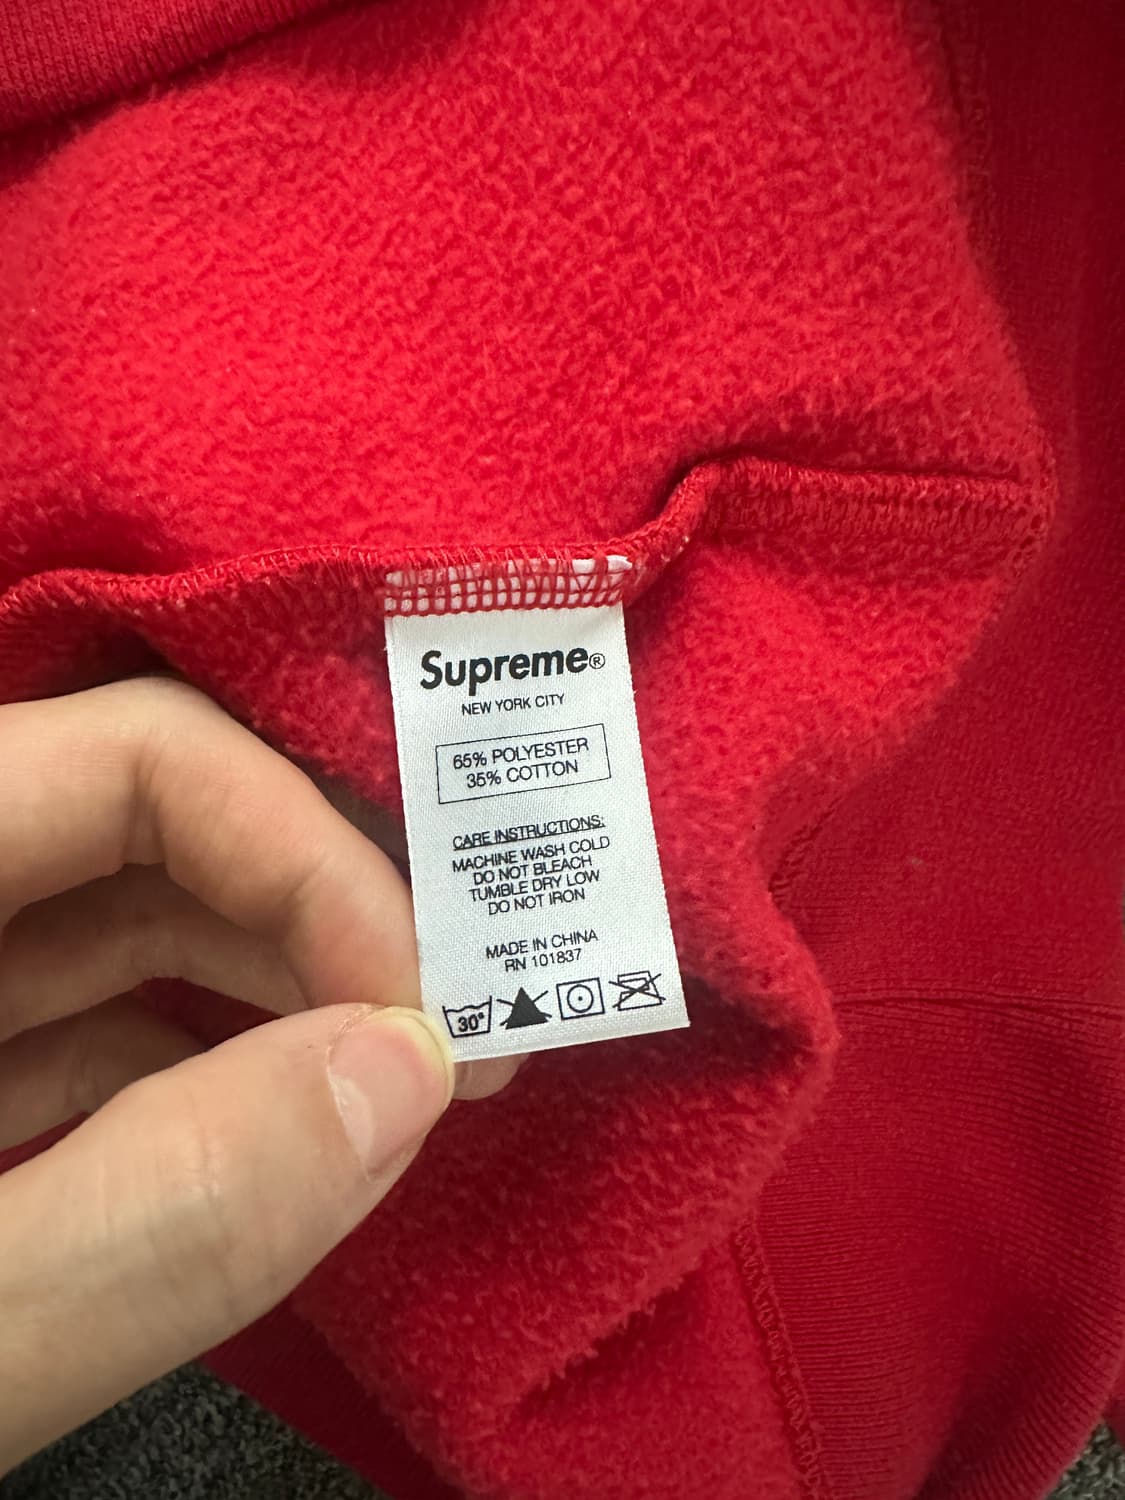 Supreme®
NEW YORK CITY
65% POLYESTER
35% COTTON
CARE INSTRUCTIONS:
MACHINE WASH COLD
DO NOT BLEACH
TUMBLE DRY LOW
DO NOT IRON
MADE IN CHINA
RN 101837
30°